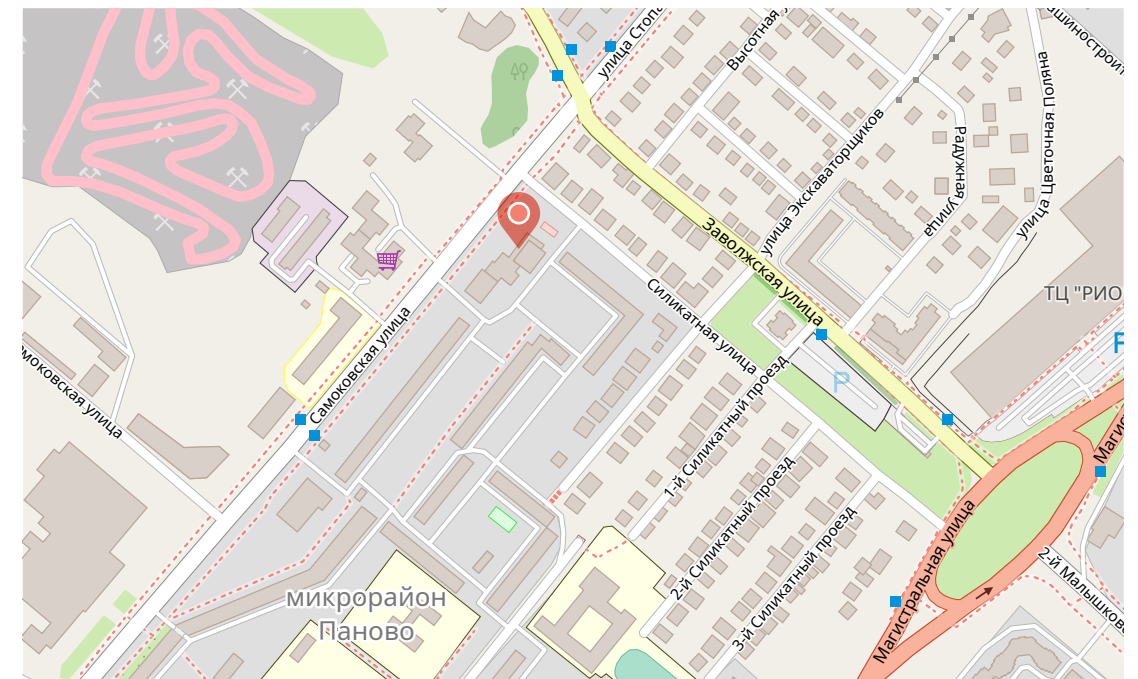 улица Стопа
Высотная у
ашиностроит
улица Экскаваторщиков
Радужная улица
улица Цветочная Поляна
Заволжская улица
ТЦ "РИО
Силикатная улица
Самоковская улица
P
F
амоковская улица
1-й Силикатный проезд
Магис
2-й Силикатный проезд
3-й Силикатный проезд
Магистральная улица
2-й Малышково
микрорайон
Паново